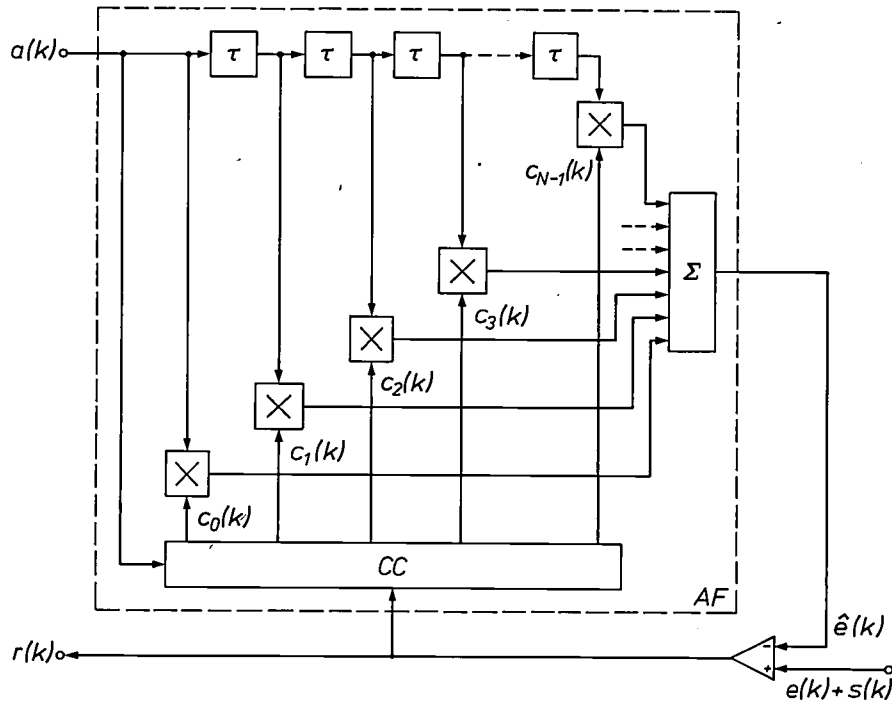 a(k)
τ τ τ τ
×
c_{N-1}(k)
Σ
×
c_3(k)
×
c_2(k)
×
c_1(k)
×
c_0(k)
CC
AF
ê(k)
r(k)
-
+
e(k)+s(k)